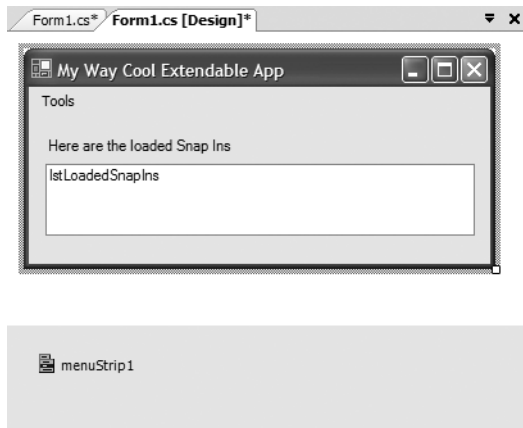 Form1.cs* Form1.cs [Design]*
My Way Cool Extendable App
Tools
Here are the loaded Snap Ins
lstLoadedSnapIns
menuStrip1